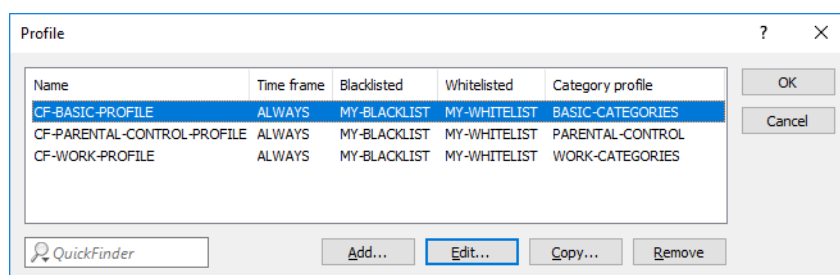 Profile ?
Name Time frame Blacklisted Whitelisted Category profile
CF-BASIC-PROFILE ALWAYS MY-BLACKLIST MY-WHITELIST BASIC-CATEGORIES
CF-PARENTAL-CONTROL-PROFILE ALWAYS MY-BLACKLIST MY-WHITELIST PARENTAL-CONTROL
CF-WORK-PROFILE ALWAYS MY-BLACKLIST MY-WHITELIST WORK-CATEGORIES
OK
Cancel
QuickFinder Add... Edit... Copy... Remove